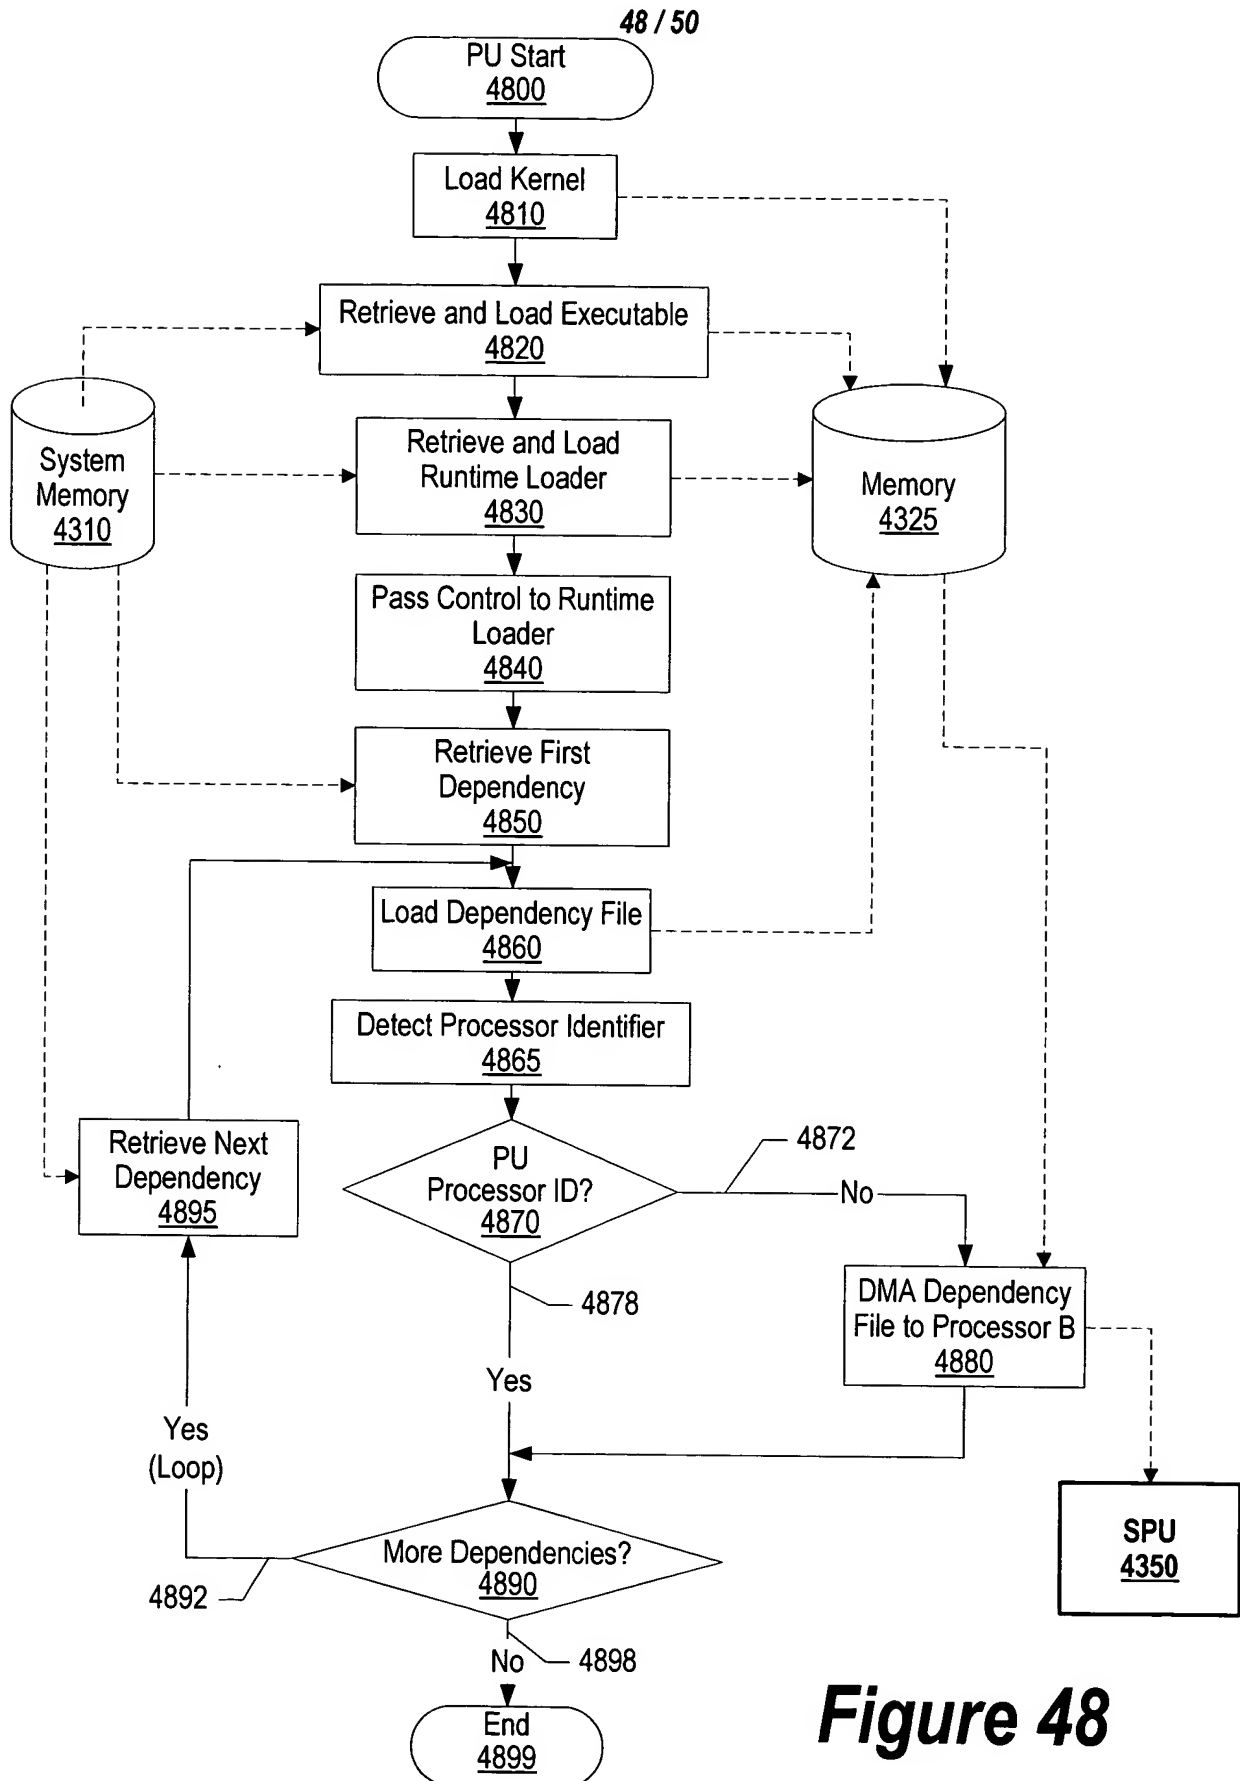 48 / 50
PU Start
4800
Load Kernel
4810
Retrieve and Load Executable
4820
System
Memory
4310
Retrieve and Load
Runtime Loader
4830
Memory
4325
Pass Control to Runtime
Loader
4840
Retrieve First
Dependency
4850
Load Dependency File
4860
Detect Processor Identifier
4865
Retrieve Next
Dependency
4895
PU
Processor ID?
4870
4872
No
4878
DMA Dependency
File to Processor B
4880
Yes
Yes
(Loop)
SPU
4350
More Dependencies?
4890
4892
No
4898
End
4899
Figure 48